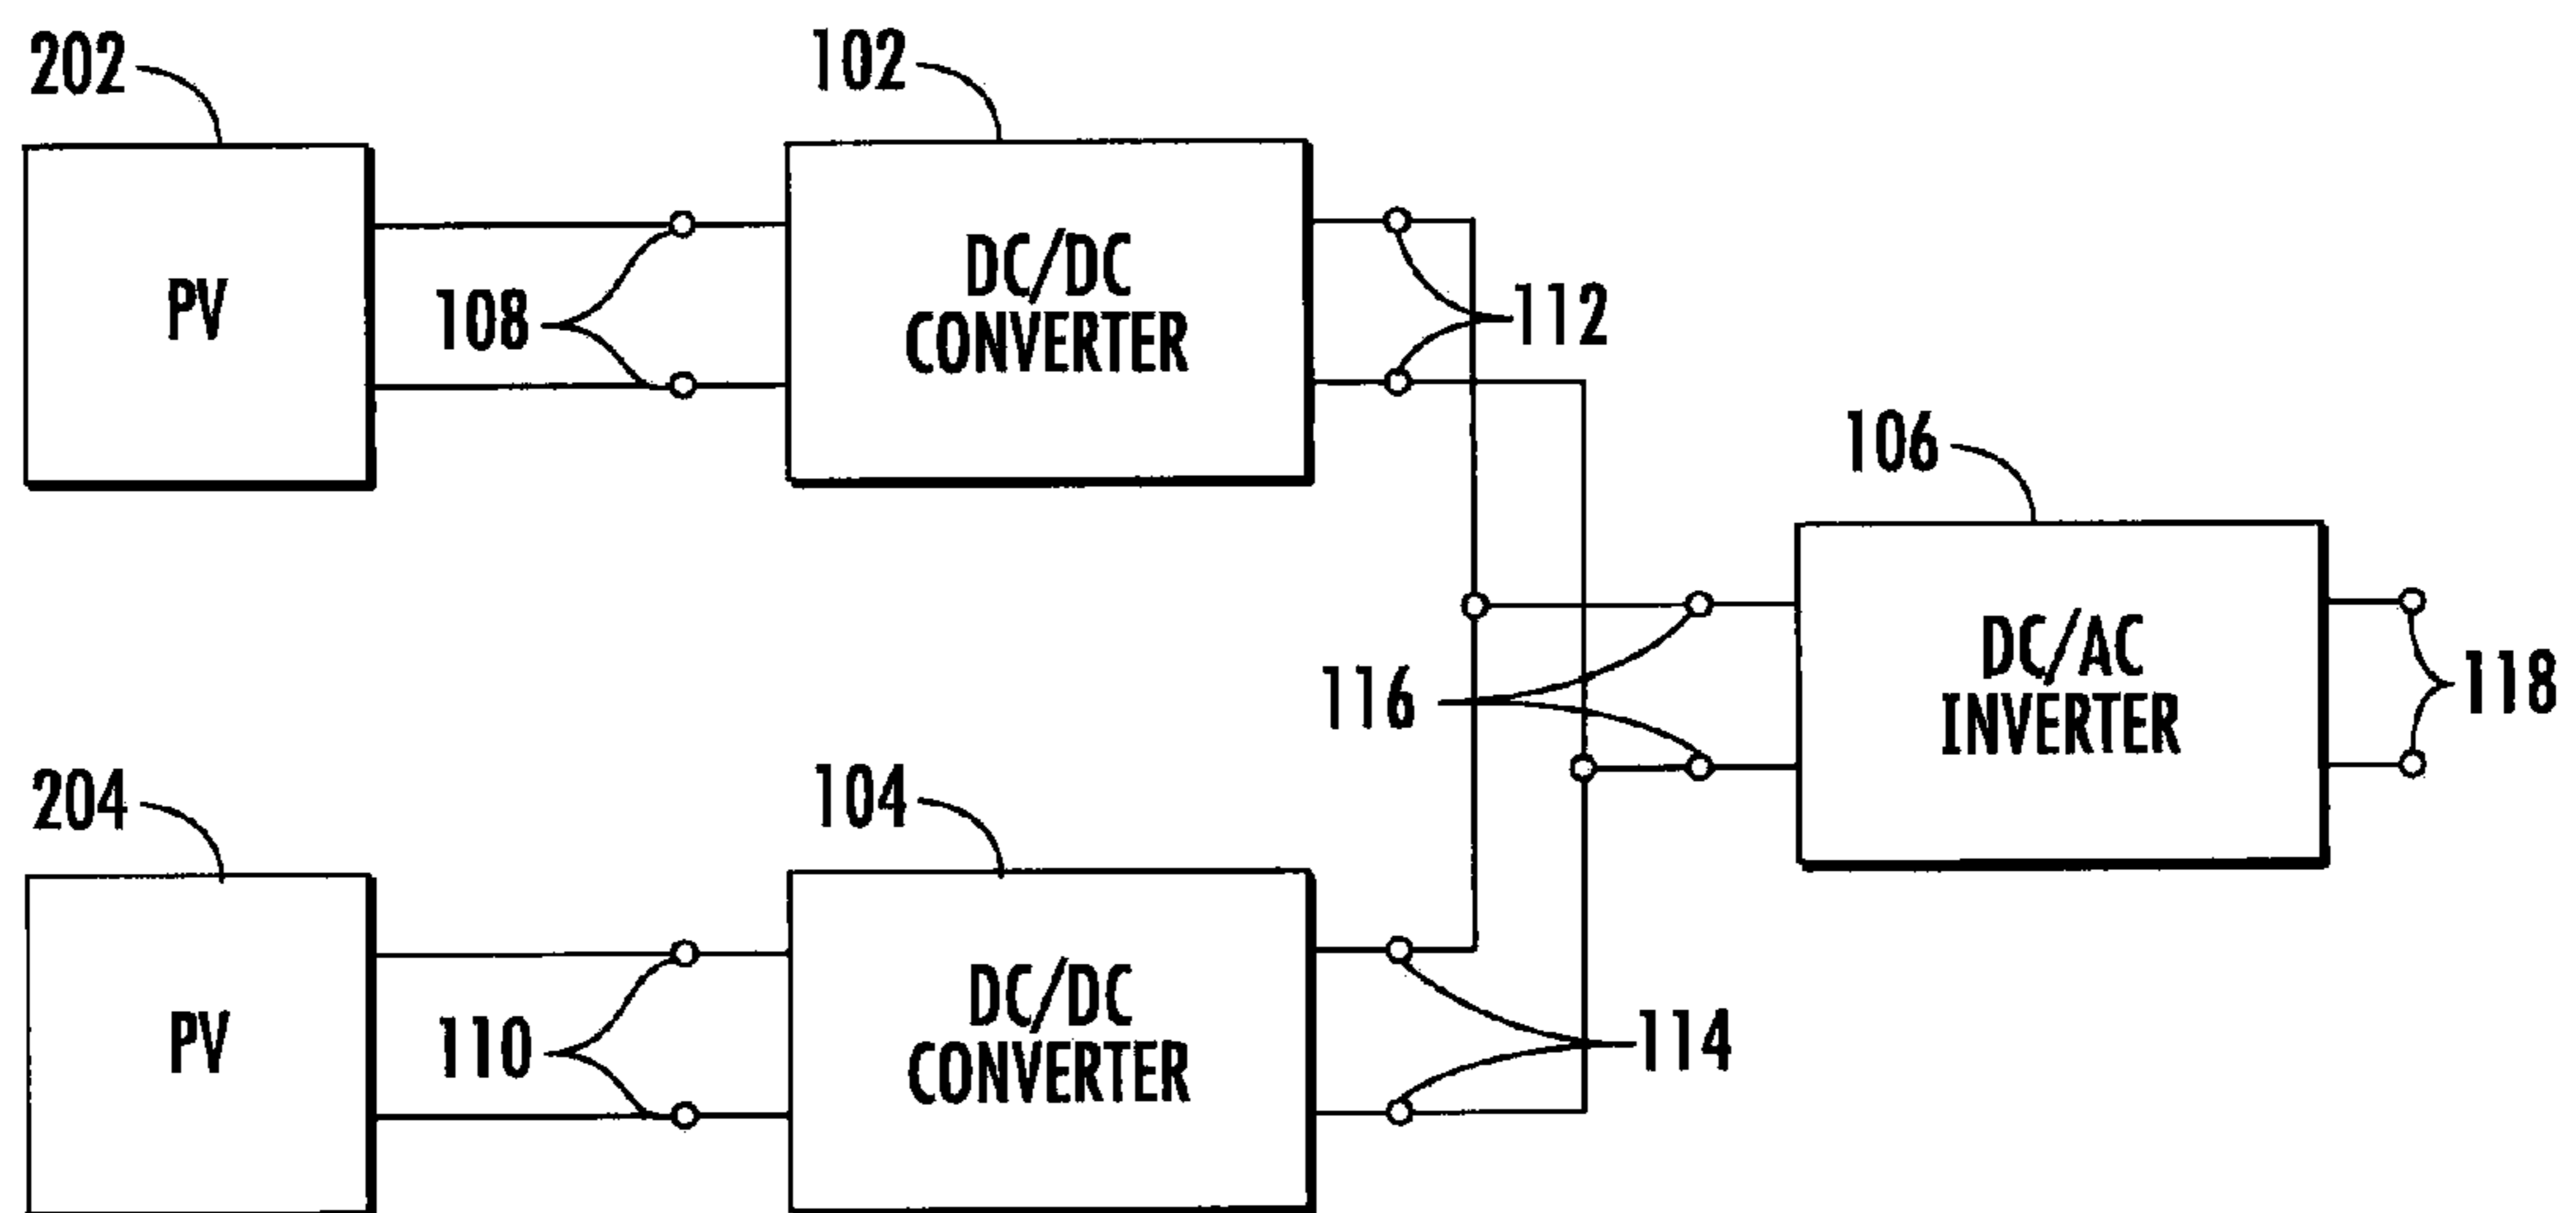 202
102
PV
108
DC/DC
CONVERTER
112
106
DC/AC
INVERTER
116
118
204
104
PV
110
DC/DC
CONVERTER
114